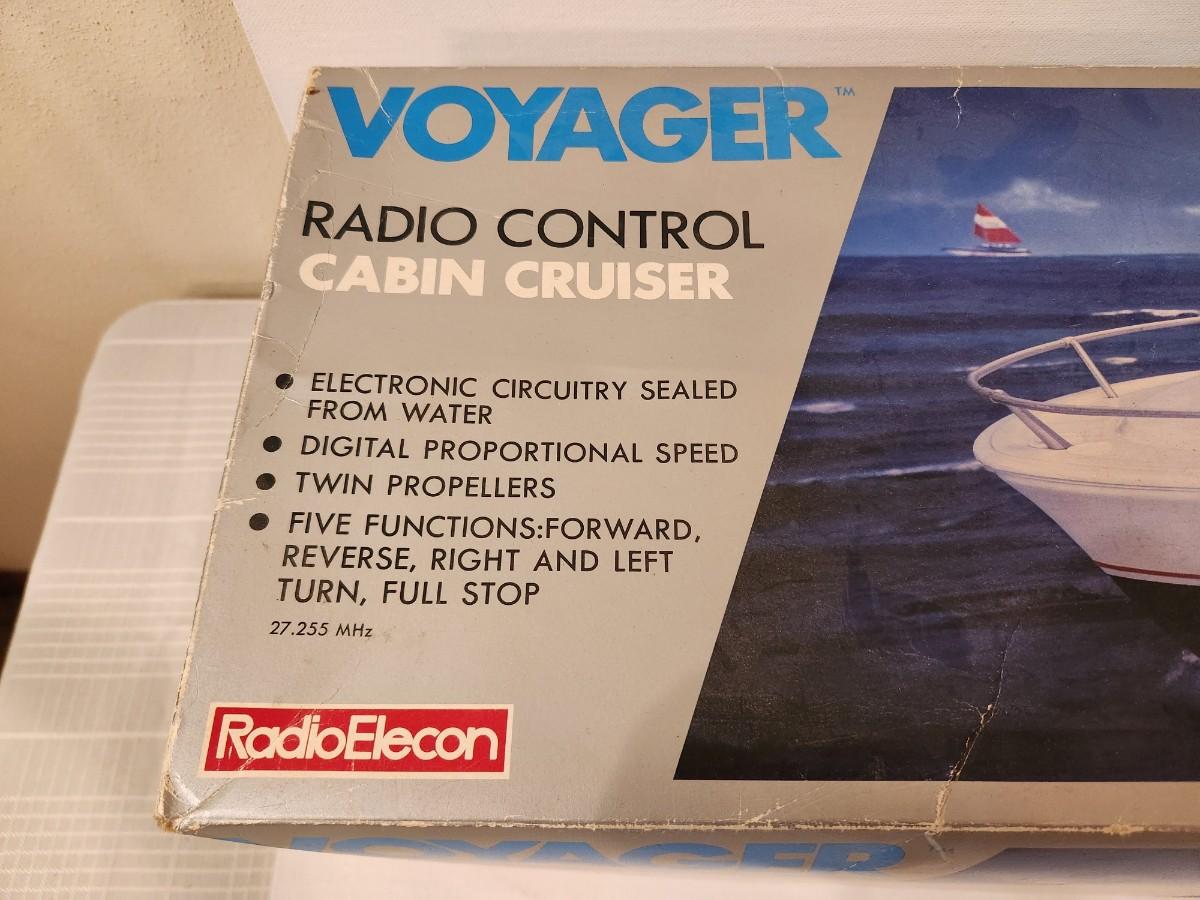 VOYAGER™
RADIO CONTROL
CABIN CRUISER
● ELECTRONIC CIRCUITRY SEALED
FROM WATER
● DIGITAL PROPORTIONAL SPEED
● TWIN PROPELLERS
● FIVE FUNCTIONS:FORWARD,
REVERSE, RIGHT AND LEFT
TURN, FULL STOP
27.255 MHz
RadioElecon
VOYAGER